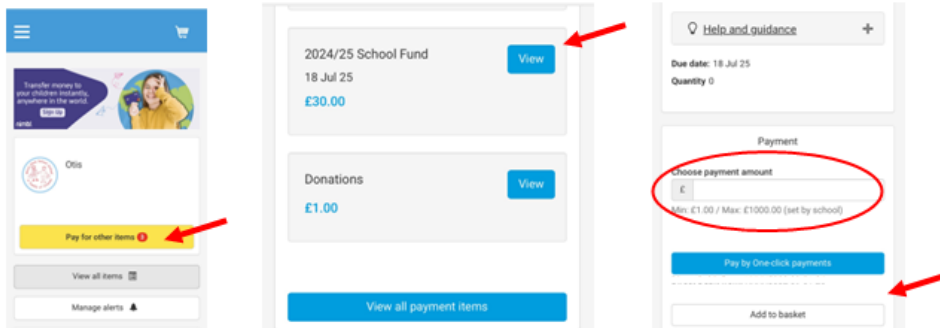 Transfer money to
your children instantly,
anywhere in the world.
Sign Up
nimbl
Otis
Pay for other items 3
View all items
Manage alerts
2024/25 School Fund
18 Jul 25
£30.00
View
Donations
£1.00
View
View all payment items
Help and guidance
Due date: 18 Jul 25
Quantity 0
Payment
Choose payment amount
£
Min: £1.00 / Max: £1000.00 (set by school)
Pay by One-click payments
Add to basket